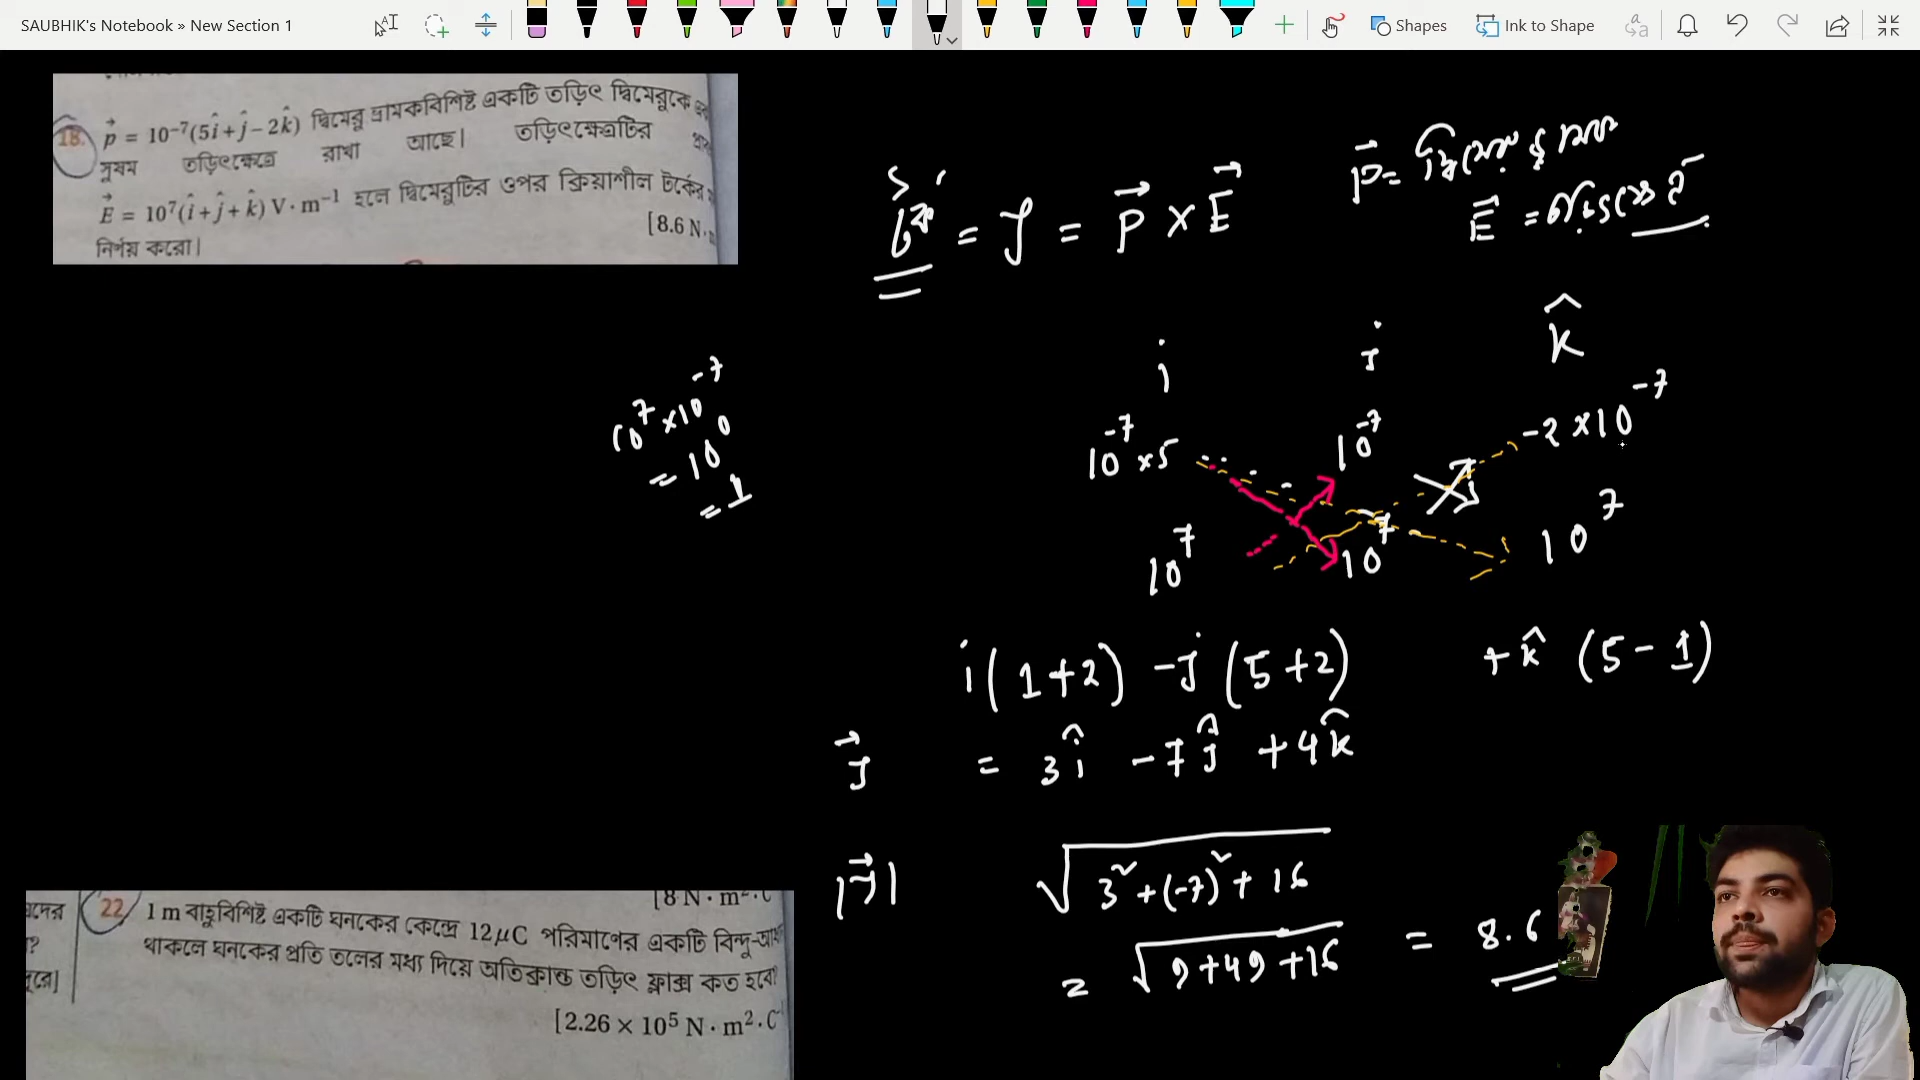 SAUBHIK's Notebook » New Section 1
Shapes
Ink to Shape
18. p⃗ = 10⁻⁷(5î + ĵ – 2k̂) দ্বিমেরু ভ্রামকবিশিষ্ট একটি তড়িৎ দ্বিমেরুকে
সুষম তড়িৎক্ষেত্রে রাখা আছে। তড়িৎক্ষেত্রটির
E⃗ = 10⁷(î + ĵ + k̂) V·m⁻¹ হলে দ্বিমেরুটির ওপর ক্রিয়াশীল টর্কের
[8.6 N·
নির্ণয় করো।
= J = P⃗ × E⃗
p⃗ =
E⃗ =
i j k̂
10⁻⁷ × 5 10⁻⁷ -2 × 10⁻⁷
10⁷ 10⁷ 10⁷
10⁷ × 10⁻⁷
= 10⁰
= 1
i(1+2) - j(5+2) + k̂(5-1)
J⃗ = 3î - 7ĵ + 4k̂
|J⃗| √3² + (-7)² + 16
= √9 + 49 + 16 = 8.6
[8 N·m²·C
22. 1 m বাহুবিশিষ্ট একটি ঘনকের কেন্দ্রে 12μC পরিমাণের একটি বিন্দু-আধা
থাকলে ঘনকের প্রতি তলের মধ্য দিয়ে অতিক্রান্ত তড়িৎ ফ্লাক্স কত হবে?
[2.26 × 10⁵ N·m²·C